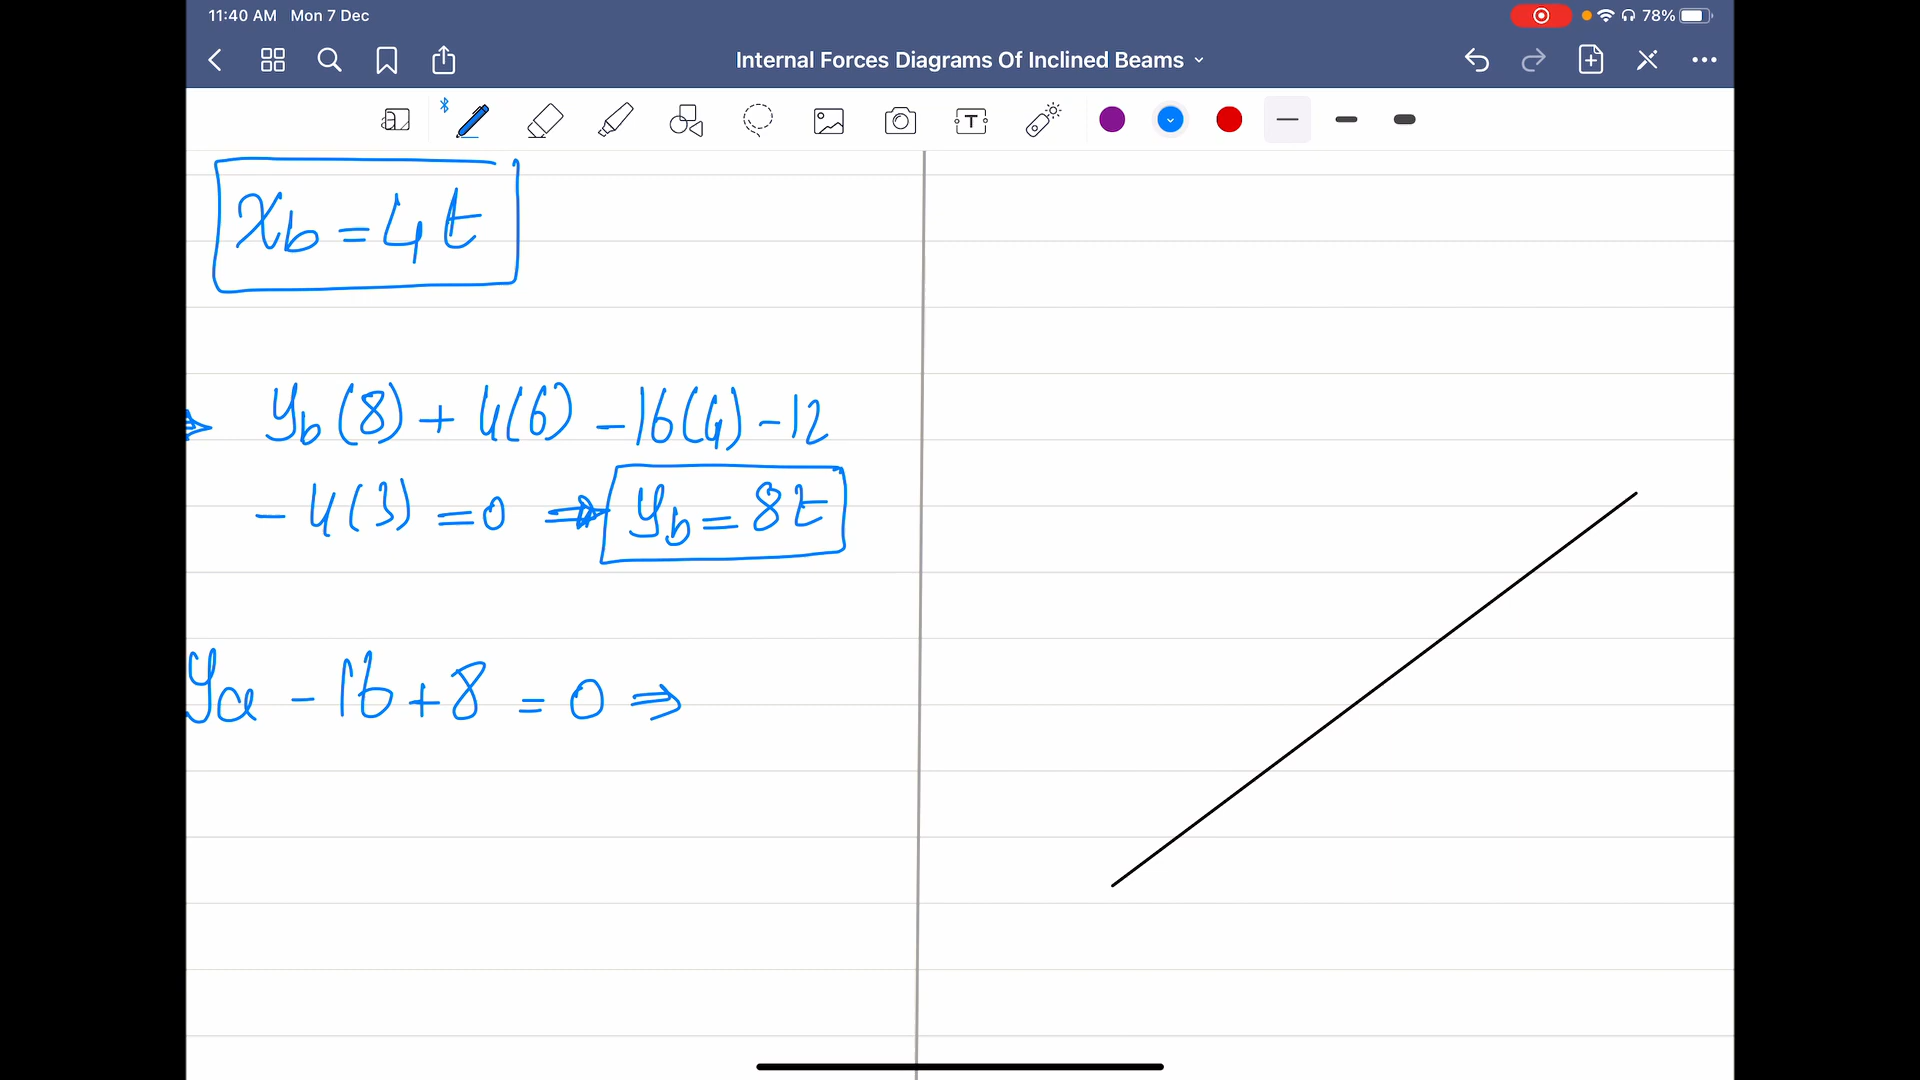 11:40 AM Mon 7 Dec
78%
Internal Forces Diagrams Of Inclined Beams
a
T
Xb = 4t
⇒ Yb(8) + 4(6) - 16(4) - 12
- 4(3) = 0 ⇒ Yb = 8t
Ya - 16 + 8 = 0 ⇒